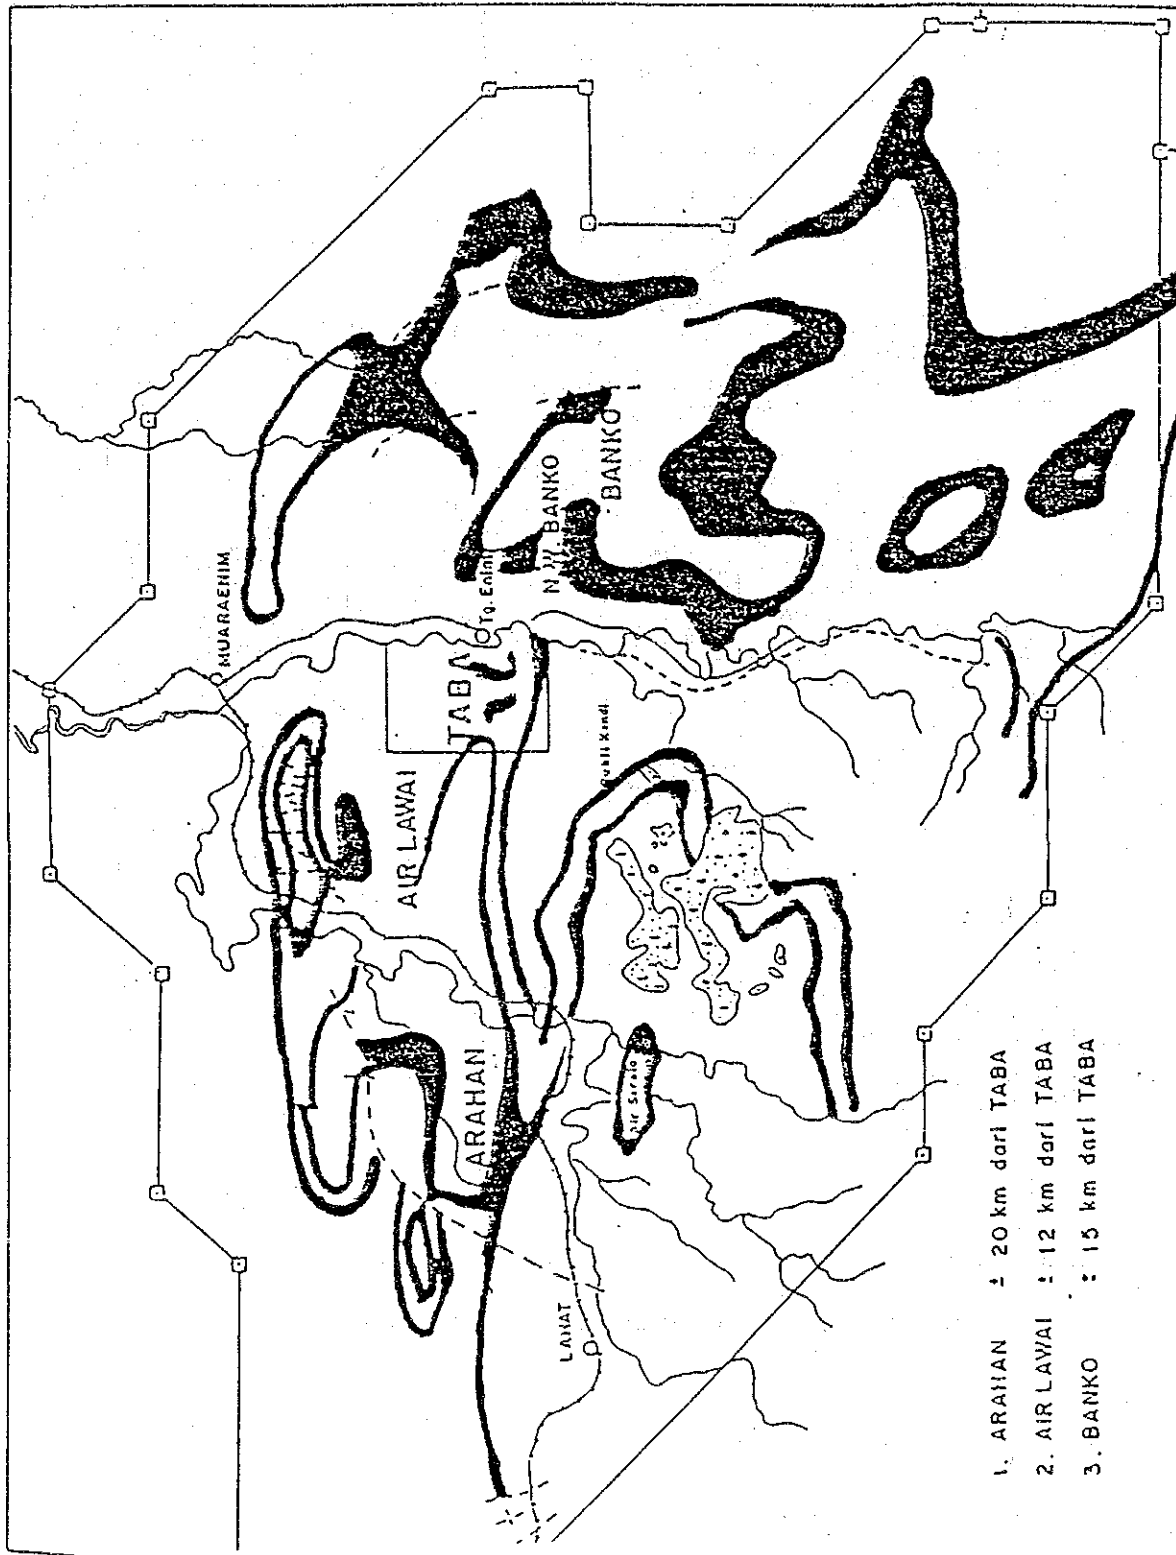 MUARAENIM
AIR LAWAI
TABA
Tg. Enim
N W BANKO
BANKO
ARAHAN
LAHAT
1. ARAHAN ± 20 km dari TABA
2. AIR LAWAI ± 12 km dari TABA
3. BANKO ± 15 km dari TABA